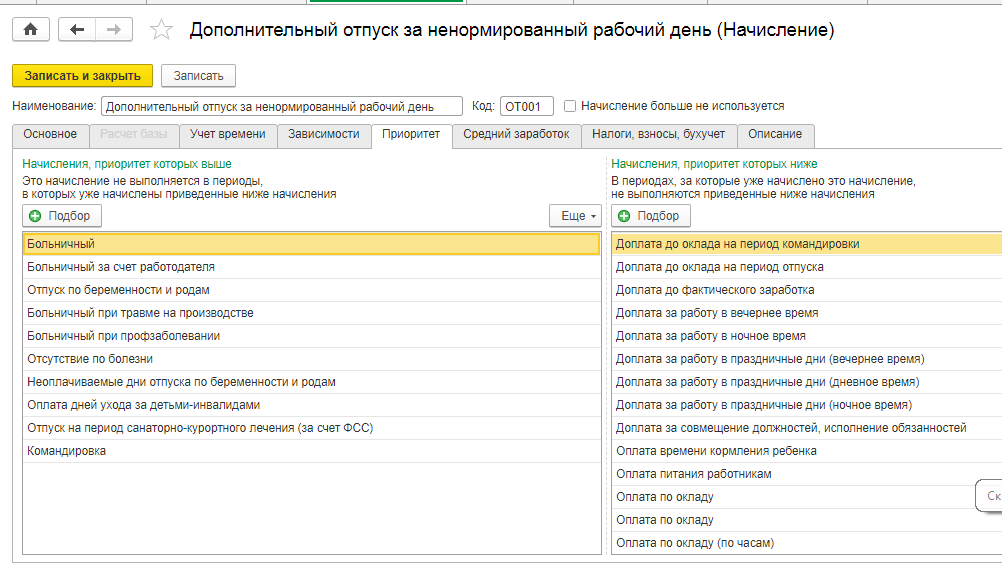 Дополнительный отпуск за ненормированный рабочий день (Начисление)
Записать и закрыть Записать
Наименование: Дополнительный отпуск за ненормированный рабочий день Код: ОТ001 Начисление больше не используется
Основное Расчет базы Учет времени Зависимости Приоритет Средний заработок Налоги, взносы, бухучет Описание
Начисления, приоритет которых выше
Это начисление не выполняется в периоды,
в которых уже начислены приведенные ниже начисления
Подбор Еще
Больничный
Больничный за счет работодателя
Отпуск по беременности и родам
Больничный при травме на производстве
Больничный при профзаболевании
Отсутствие по болезни
Неоплачиваемые дни отпуска по беременности и родам
Оплата дней ухода за детьми-инвалидами
Отпуск на период санаторно-курортного лечения (за счет ФСС)
Командировка
Начисления, приоритет которых ниже
В периодах, за которые уже начислено это начисление,
не выполняются приведенные ниже начисления
Подбор
Доплата до оклада на период командировки
Доплата до оклада на период отпуска
Доплата до фактического заработка
Доплата за работу в вечернее время
Доплата за работу в ночное время
Доплата за работу в праздничные дни (вечернее время)
Доплата за работу в праздничные дни (дневное время)
Доплата за работу в праздничные дни (ночное время)
Доплата за совмещение должностей, исполнение обязанностей
Оплата времени кормления ребенка
Оплата питания работникам
Оплата по окладу
Оплата по окладу
Оплата по окладу (по часам)
Ск